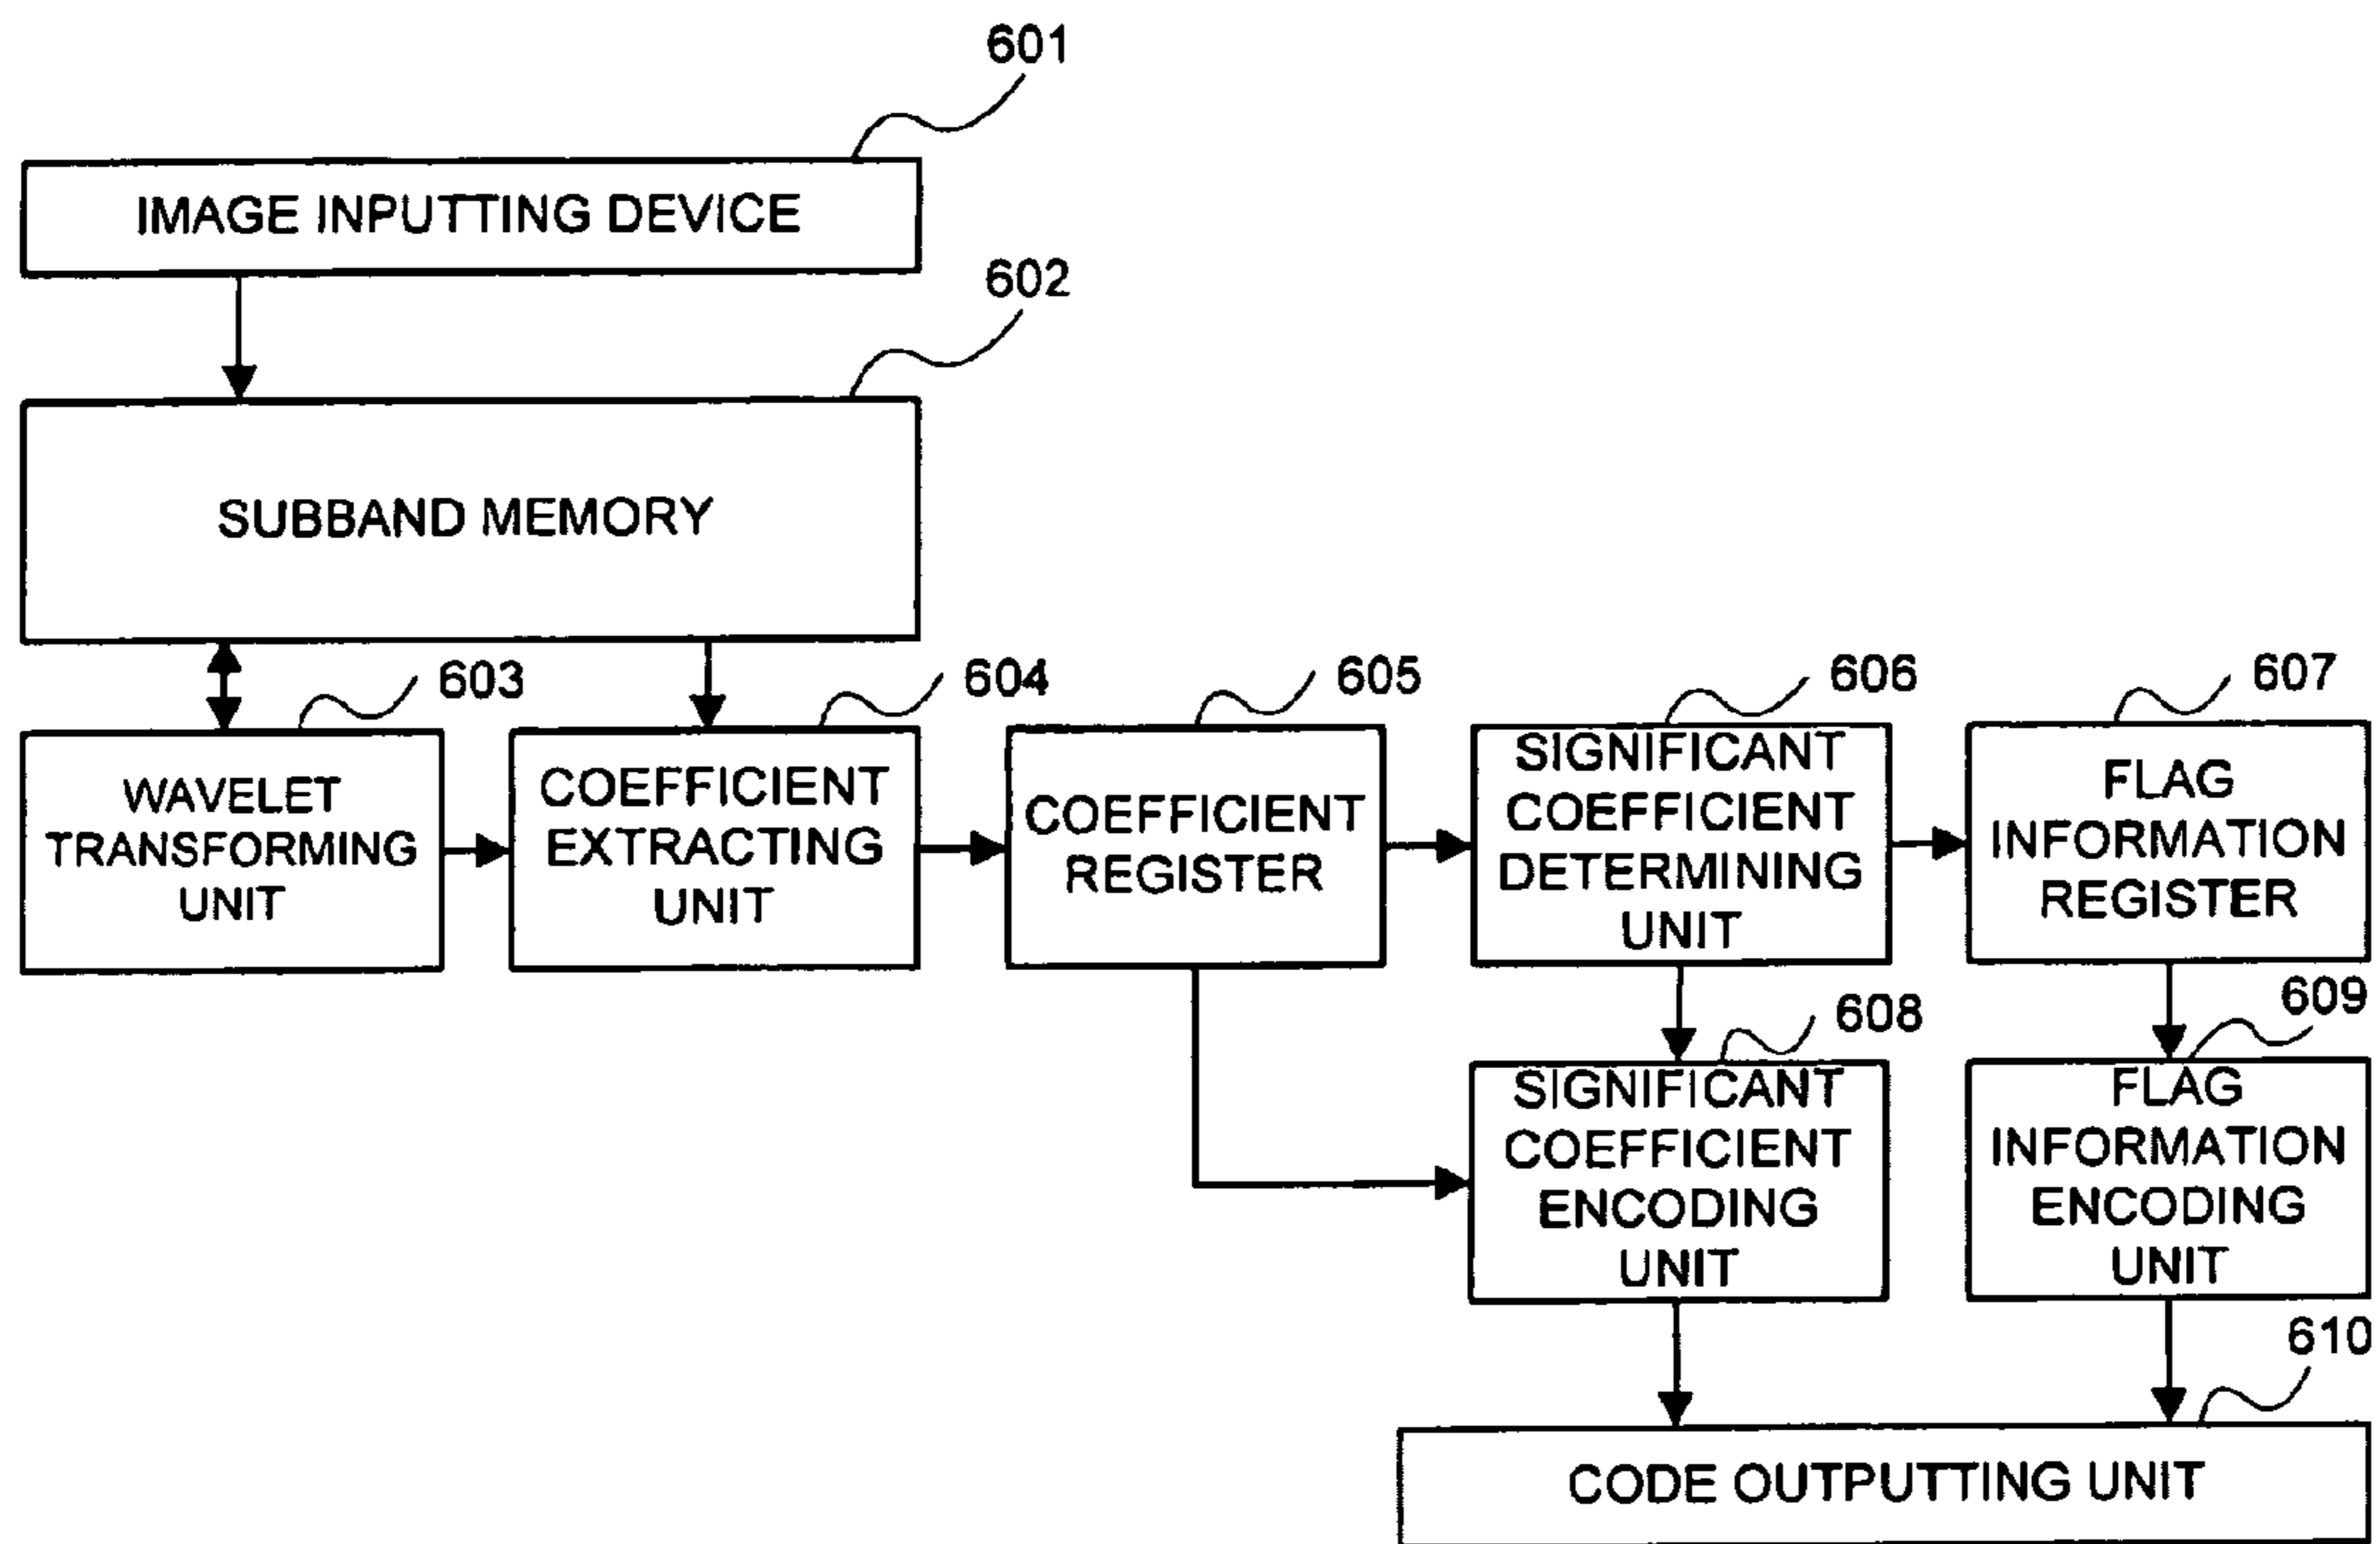 601
IMAGE INPUTTING DEVICE
602
SUBBAND MEMORY
603
604
605
606
607
WAVELET
TRANSFORMING
UNIT
COEFFICIENT
EXTRACTING
UNIT
COEFFICIENT
REGISTER
SIGNIFICANT
COEFFICIENT
DETERMINING
UNIT
FLAG
INFORMATION
REGISTER
608
609
SIGNIFICANT
COEFFICIENT
ENCODING
UNIT
FLAG
INFORMATION
ENCODING
UNIT
610
CODE OUTPUTTING UNIT